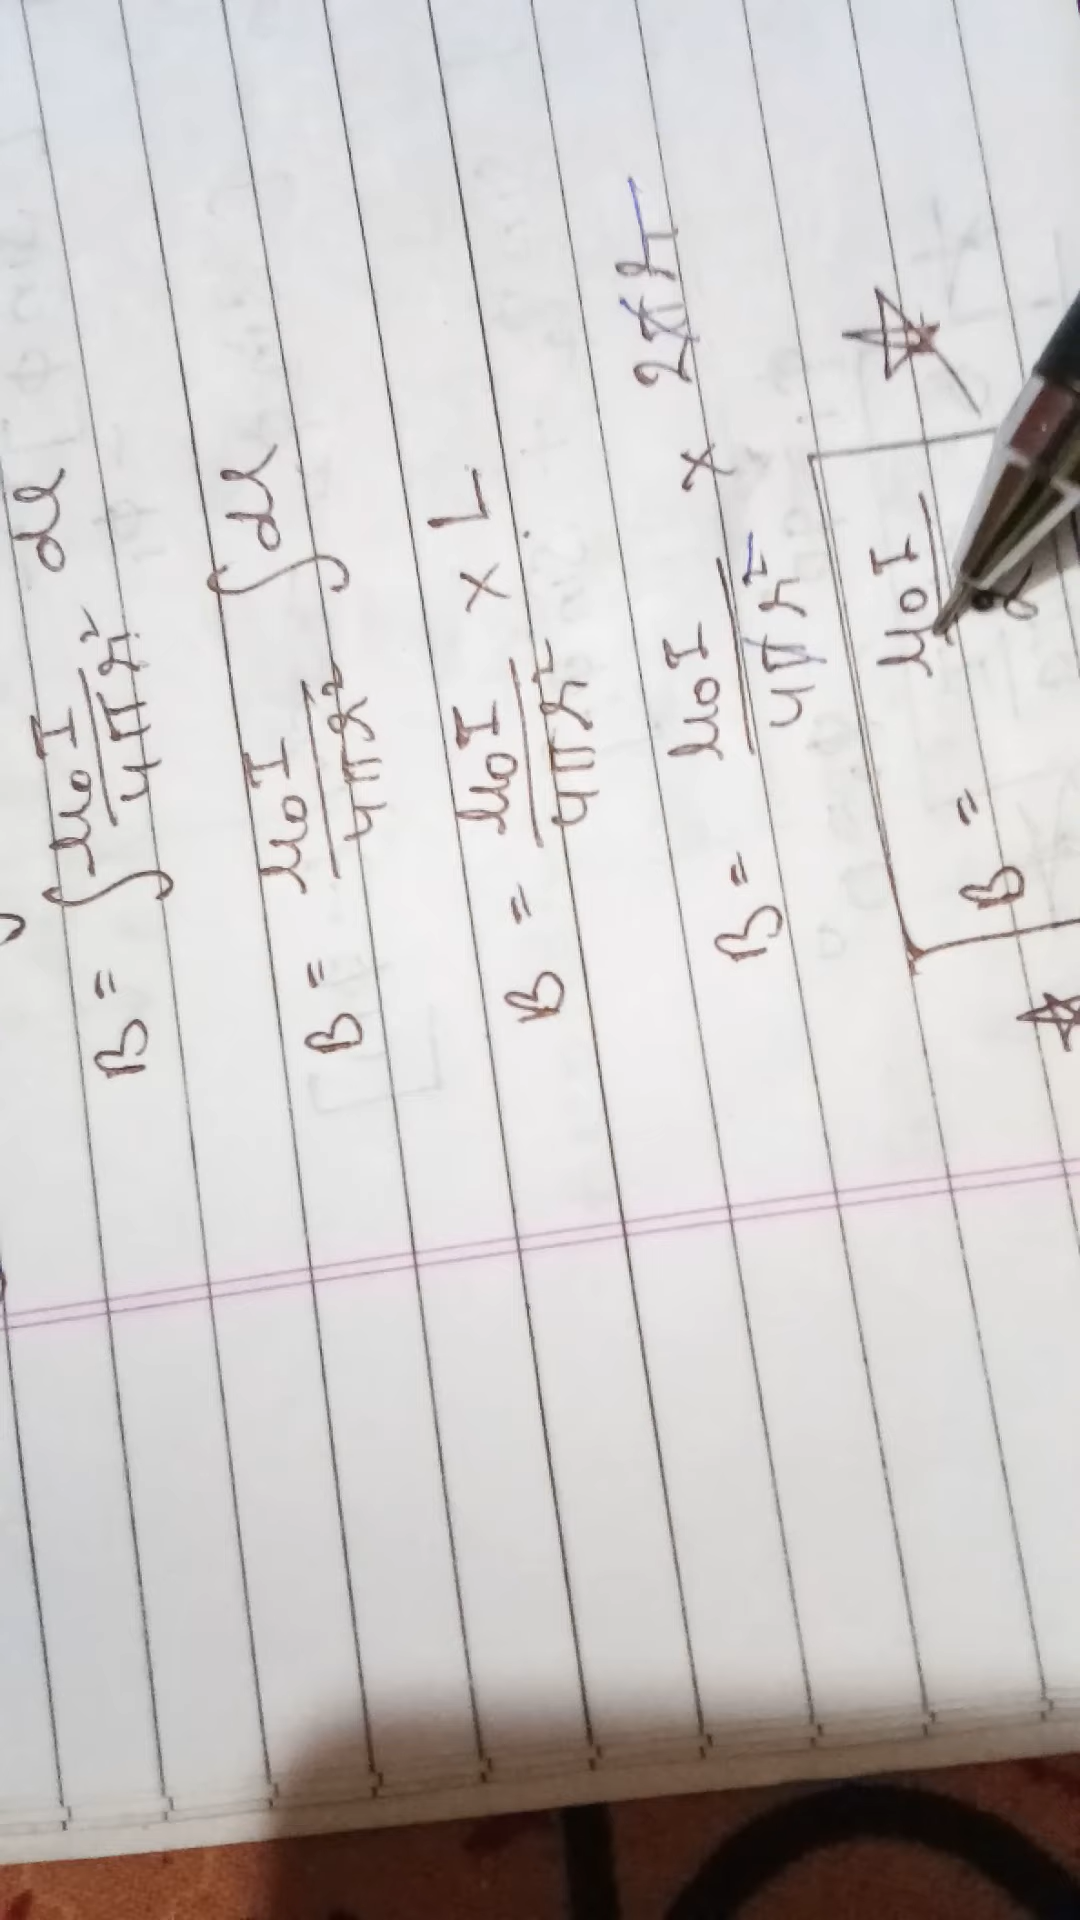 B = ∫ μ₀I/4πr² dl
B = μ₀I/4πr² ∫ dl
B = μ₀I/4πr² × L
B = μ₀I/4πr² × 2πr
B = μ₀I